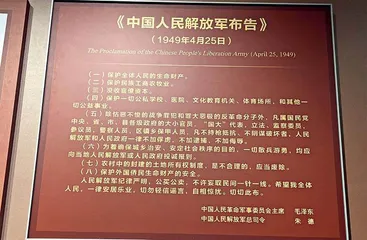 《中国人民解放军布告》
（1949年4月25日）
The Proclamation of the Chinese People's Liberation Army (April 25, 1949)
（一）保护全体人民的生命财产。
（二）保护民族工商农牧业。
（三）没收官僚资本。
（四）保护一切公私学校、医院、文化教育机关、体育场所，和其他一
切公益事业。
（五）除怙恶不悛的战争罪犯和罪大恶极的反革命分子外，凡属国民党
中央、省、市、县各级政府的大小官员，“国大”代表，立法、监察委员，
参议员，警察人员，区镇乡保甲人员，凡不持枪抵抗、不阴谋破坏者，人民
解放军和人民政府一律不加俘虏，不加逮捕，不加侮辱。
（六）为着确保城乡治安、安定社会秩序的目的，一切散兵游勇，均应
向当地人民解放军或人民政府投诚报到。
（七）农村中的封建的土地所有权制度，是不合理的，应当废除。
（八）保护外国侨民生命财产的安全。
人民解放军纪律严明，公买公卖，不许妄取民间一针一线。希望我全体
人民，一律安居乐业，切勿轻信谣言，自相惊扰。切切此布。
中国人民革命军事委员会主席 毛泽东
中国人民解放军总司令 朱 德